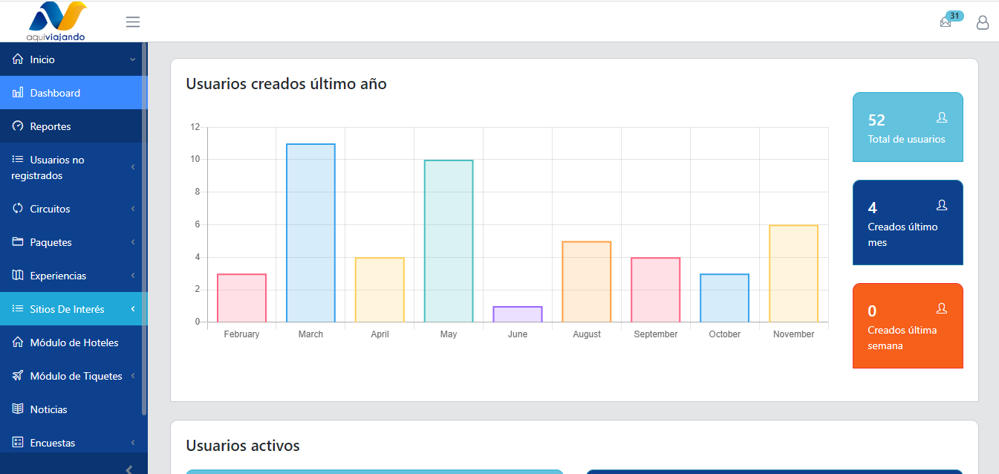 aquiviajando
31
Inicio
Dashboard
Reportes
Usuarios no
registrados
Circuitos
Paquetes
Experiencias
Sitios De Interés
Módulo de Hoteles
Módulo de Tiquetes
Noticias
Encuestas
Usuarios creados último año
12
10
8
6
4
2
0
February March April May June August September October November
52
Total de usuarios
4
Creados último
mes
0
Creados última
semana
Usuarios activos